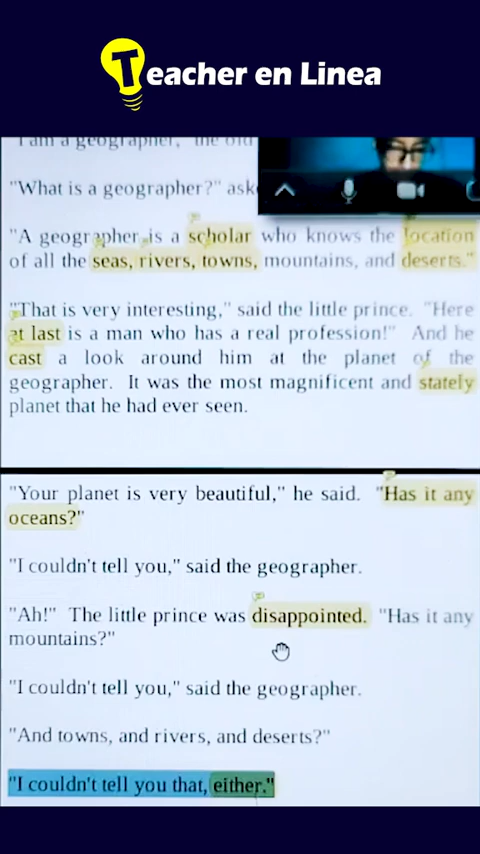 Teacher en Linea
"I am a geographer," the old
"What is a geographer?" ask
"A geographer is a scholar who knows the location
of all the seas, rivers, towns, mountains, and deserts."
"That is very interesting," said the little prince. "Here
at last is a man who has a real profession!" And he
cast a look around him at the planet of the
geographer. It was the most magnificent and stately
planet that he had ever seen.
"Your planet is very beautiful," he said. "Has it any
oceans?"
"I couldn't tell you," said the geographer.
"Ah!" The little prince was disappointed. "Has it any
mountains?"
"I couldn't tell you," said the geographer.
"And towns, and rivers, and deserts?"
"I couldn't tell you that, either."